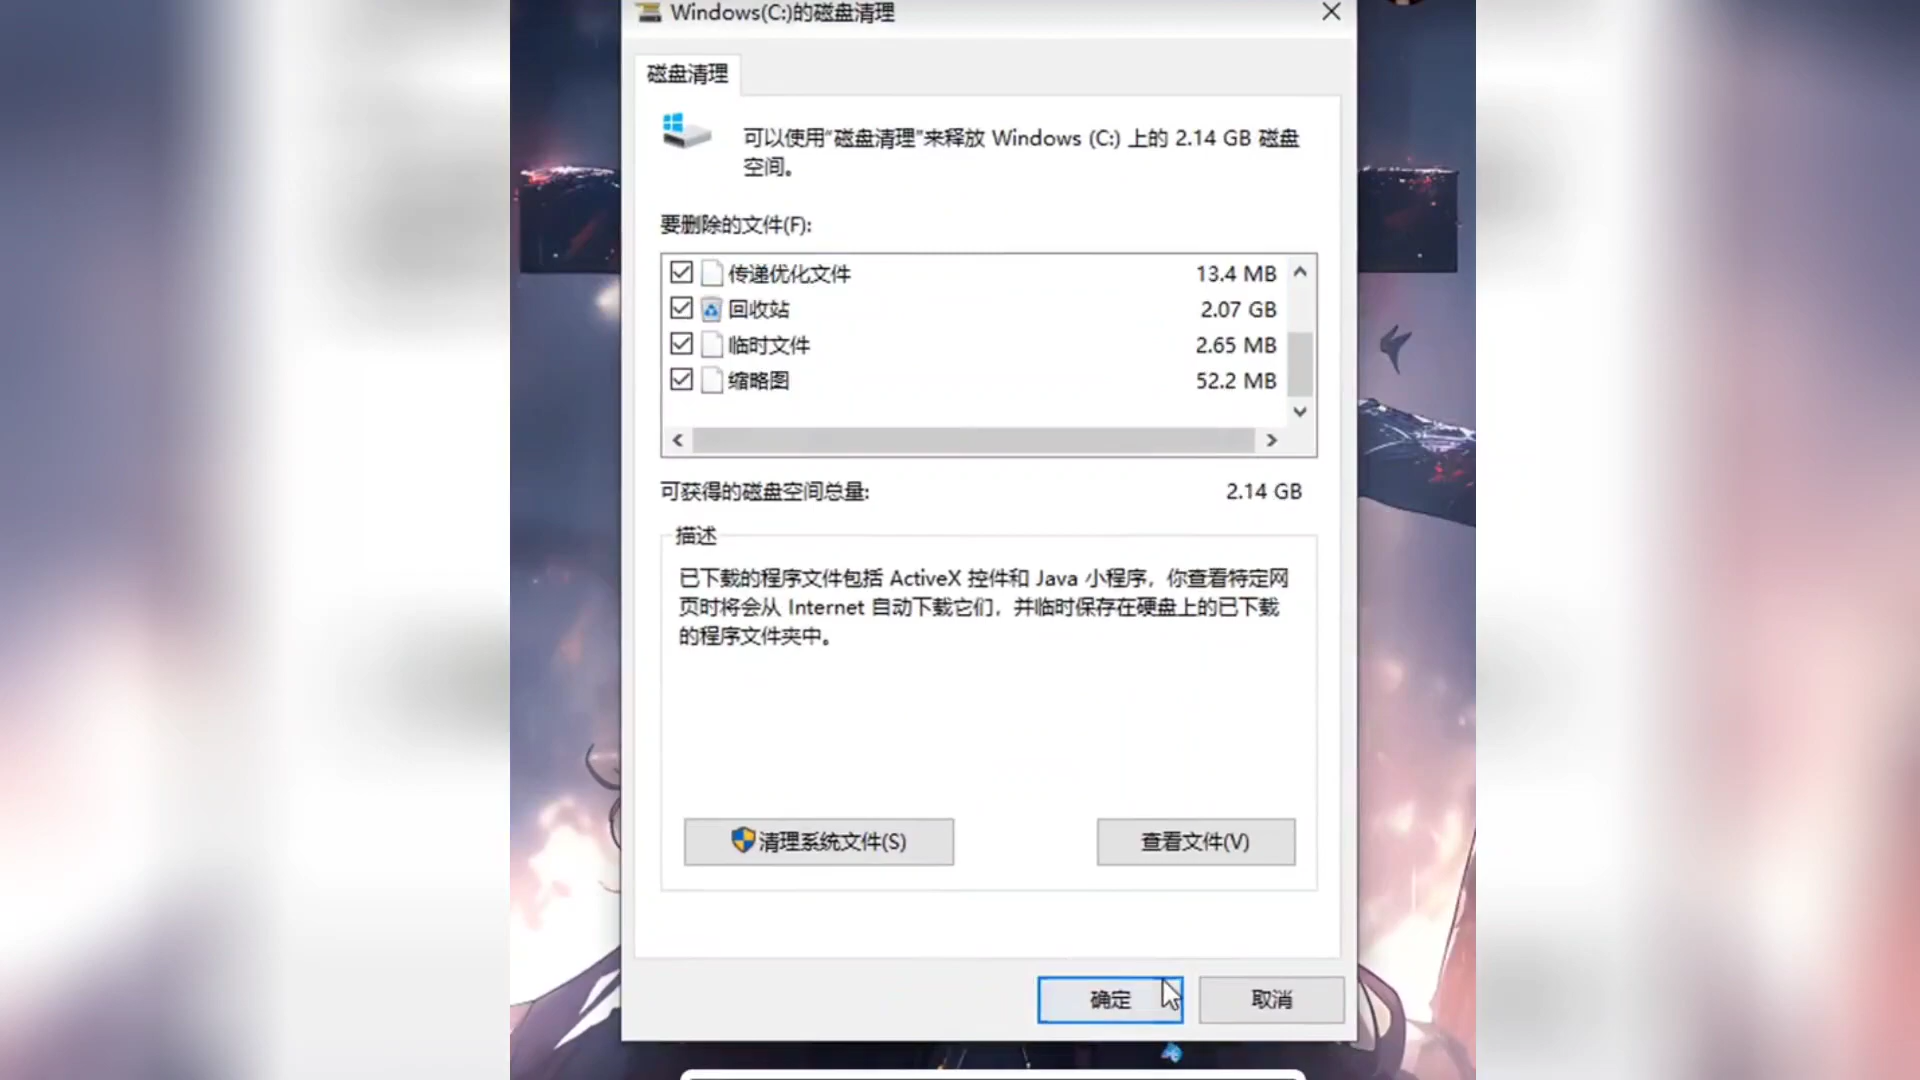 Windows(C:)的磁盘清理
磁盘清理
可以使用“磁盘清理”来释放 Windows (C:) 上的 2.14 GB 磁盘
空间。
要删除的文件(F):
传递优化文件 13.4 MB
回收站 2.07 GB
临时文件 2.65 MB
缩略图 52.2 MB
可获得的磁盘空间总量: 2.14 GB
描述
已下载的程序文件包括 ActiveX 控件和 Java 小程序，你查看特定网
页时将会从 Internet 自动下载它们，并临时保存在硬盘上的已下载
的程序文件夹中。
清理系统文件(S) 查看文件(V)
确定 取消